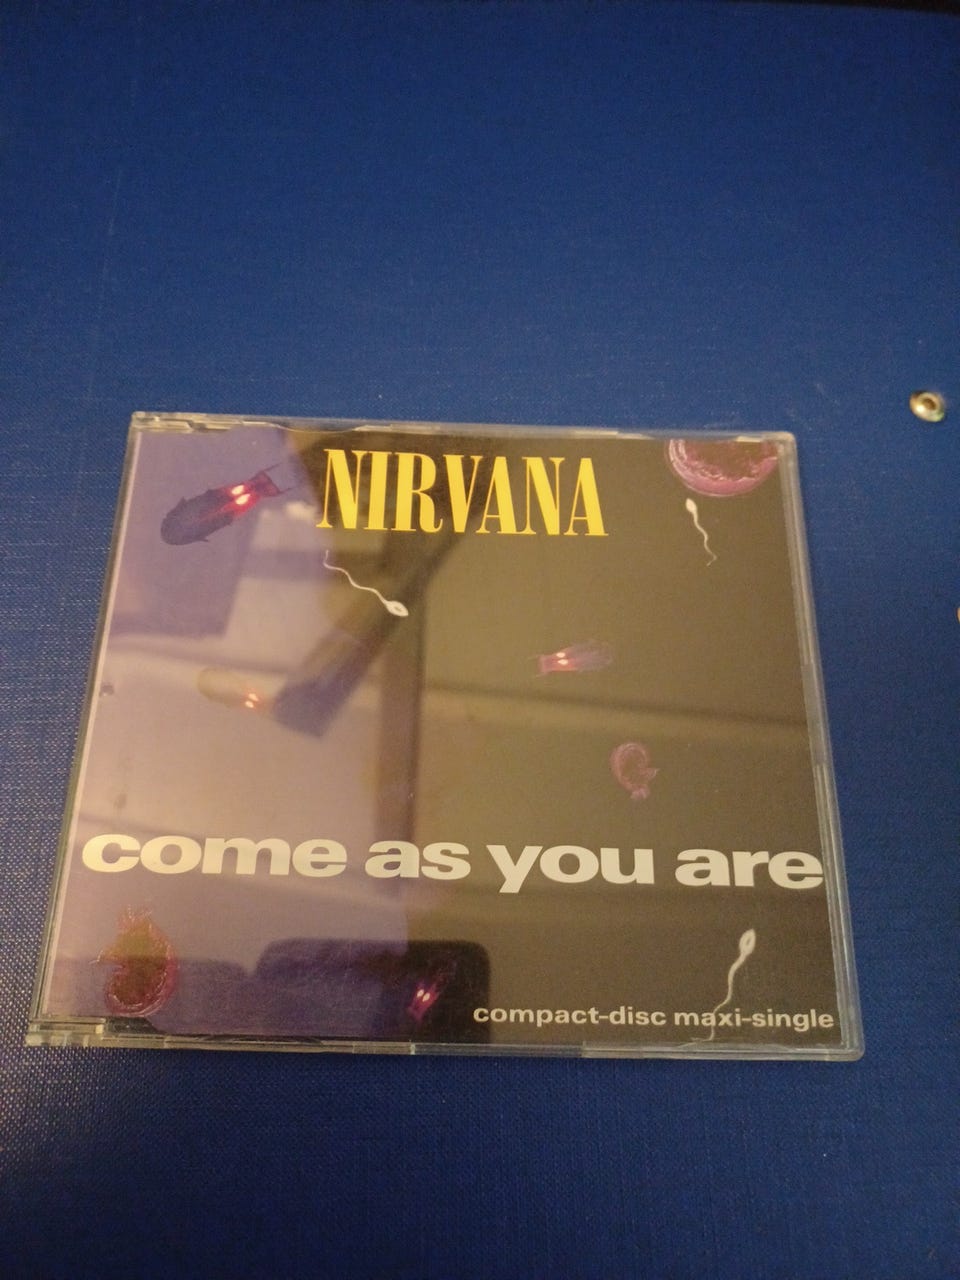 NIRVANA
come as you are
compact-disc maxi-single